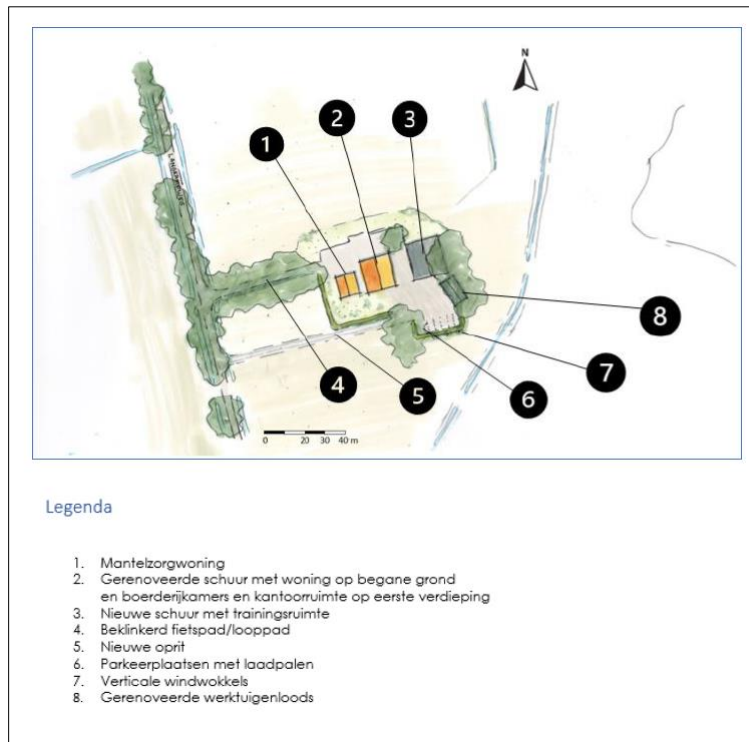 N
2
3
1
8
7
4
5
6
0 20 30 40 m
Legenda
1. Mantelzorgwoning
2. Gerenoveerde schuur met woning op begane grond
en boerderijkamers en kantoorruimte op eerste verdieping
3. Nieuwe schuur met trainingsruimte
4. Beklinkerd fietspad/looppad
5. Nieuwe oprit
6. Parkeerplaatsen met laadpalen
7. Verticale windwokkels
8. Gerenoveerde werktuigenloods